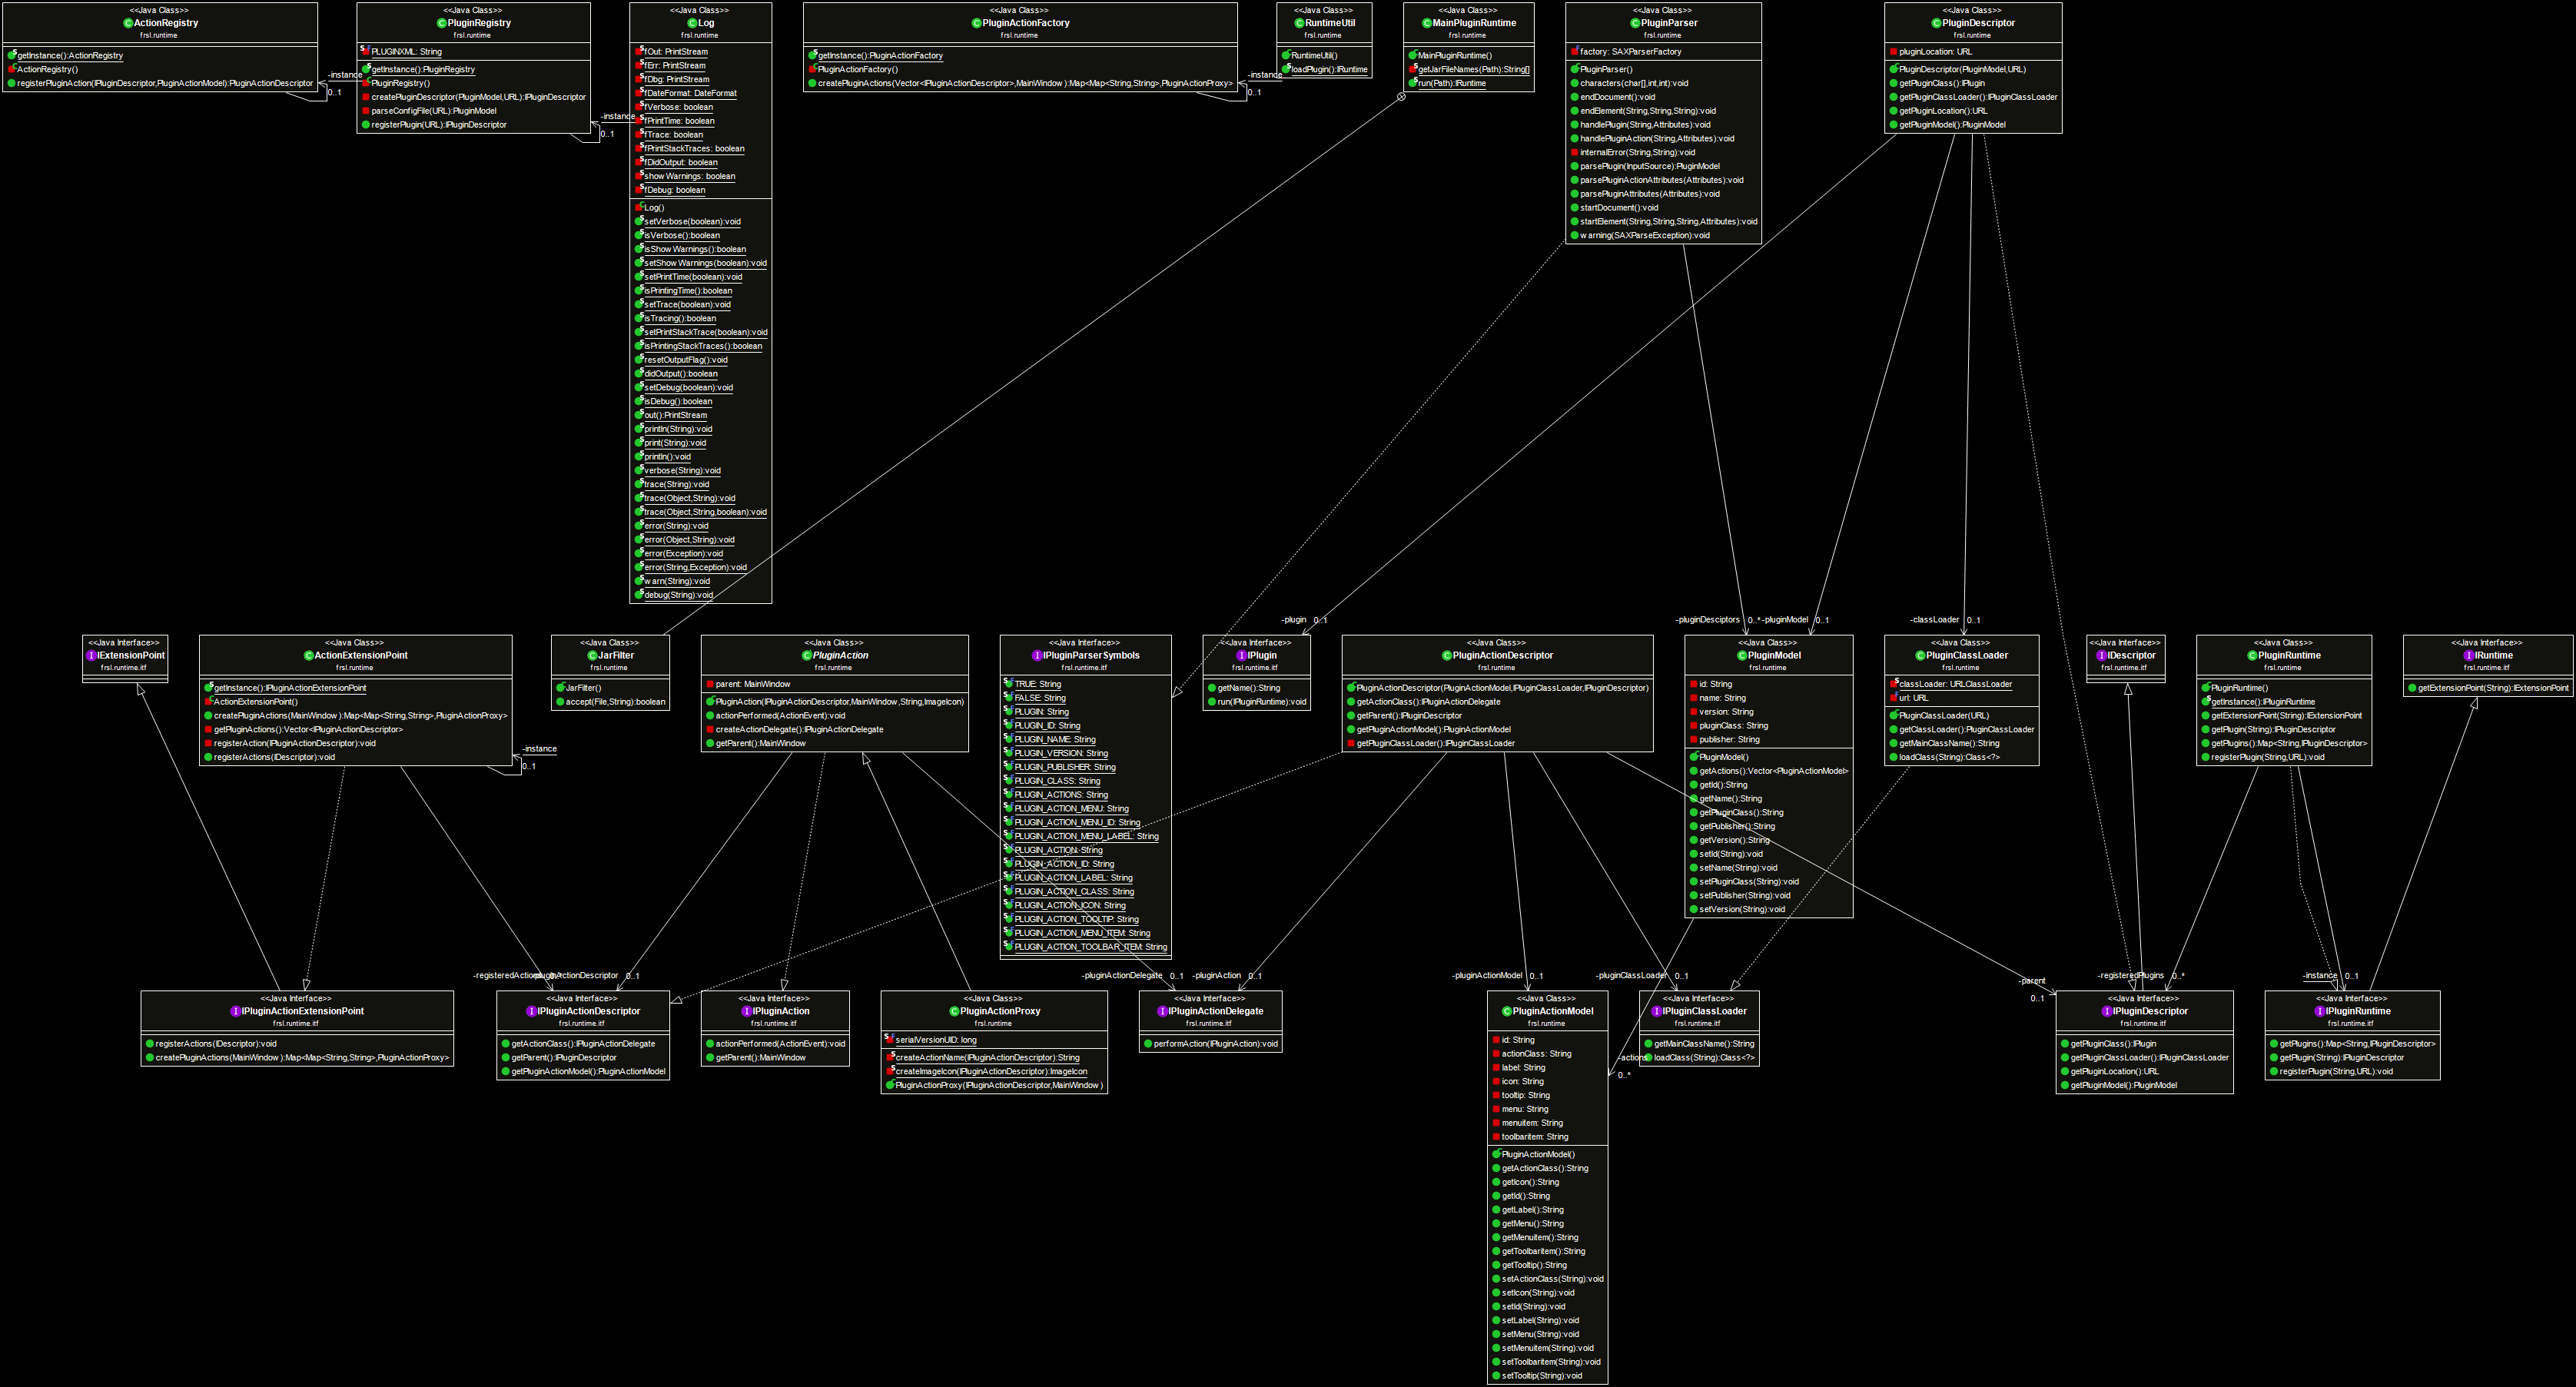 <<Java Class>>
ActionRegistry
frsl.runtime
getInstance():ActionRegistry
ActionRegistry()
registerPluginAction(IPluginDescriptor,PluginActionModel):PluginActionDescriptor
-instance
0..1
<<Java Class>>
PluginRegistry
frsl.runtime
PLUGINXML: String
getInstance():PluginRegistry
PluginRegistry()
createPluginDescriptor(PluginModel,URL):IPluginDescriptor
parseConfigFile(URL):PluginModel
registerPlugin(URL):IPluginDescriptor
-instance
0..1
<<Java Class>>
Log
frsl.runtime
fOut: PrintStream
fErr: PrintStream
fDbg: PrintStream
fDateFormat: DateFormat
fVerbose: boolean
fPrintTime: boolean
fTrace: boolean
fPrintStackTraces: boolean
fDidOutput: boolean
show Warnings: boolean
fDebug: boolean
Log()
setVerbose(boolean):void
isVerbose():boolean
isShow Warnings():boolean
setShow Warnings(boolean):void
setPrintTime(boolean):void
isPrintingTime():boolean
setTrace(boolean):void
isTracing():boolean
setPrintStackTrace(boolean):void
isPrintingStackTraces():boolean
resetOutputFlag():void
didOutput():boolean
setDebug(boolean):void
isDebug():boolean
out():PrintStream
println(String):void
print(String):void
println():void
verbose(String):void
trace(String):void
trace(Object,String):void
trace(Object,String,boolean):void
error(String):void
error(Object,String):void
error(Exception):void
error(String,Exception):void
w arn(String):void
debug(String):void
<<Java Class>>
PluginActionFactory
frsl.runtime
getInstance():PluginActionFactory
PluginActionFactory()
createPluginActions(Vector<IPluginActionDescriptor>,MainWindow ):Map<Map<String,String>,PluginActionProxy>
-instance
0..1
<<Java Class>>
RuntimeUtil
frsl.runtime
RuntimeUtil()
loadPlugin():IRuntime
<<Java Class>>
MainPluginRuntime
frsl.runtime
MainPluginRuntime()
getJarFileNames(Path):String[]
run(Path):IRuntime
<<Java Class>>
PluginParser
frsl.runtime
factory: SAXParserFactory
PluginParser()
characters(char[],int,int):void
endDocument():void
endElement(String,String,String):void
handlePlugin(String,Attributes):void
handlePluginAction(String,Attributes):void
internalError(String,String):void
parsePlugin(InputSource):PluginModel
parsePluginActionAttributes(Attributes):void
parsePluginAttributes(Attributes):void
startDocument():void
startElement(String,String,String,Attributes):void
w arning(SAXParseException):void
<<Java Class>>
PluginDescriptor
frsl.runtime
pluginLocation: URL
PluginDescriptor(PluginModel,URL)
getPluginClass():IPlugin
getPluginClassLoader():IPluginClassLoader
getPluginLocation():URL
getPluginModel():PluginModel
-plugin 0..1
-pluginDesciptors 0..*
-pluginModel 0..1
-classLoader 0..1
<<Java Interface>>
IExtensionPoint
frsl.runtime.itf
<<Java Class>>
ActionExtensionPoint
frsl.runtime
getInstance():IPluginActionExtensionPoint
ActionExtensionPoint()
createPluginActions(MainWindow ):Map<Map<String,String>,PluginActionProxy>
getPluginActions():Vector<IPluginActionDescriptor>
registerAction(IPluginActionDescriptor):void
registerActions(IDescriptor):void
-instance
0..1
<<Java Class>>
JarFilter
frsl.runtime
JarFilter()
accept(File,String):boolean
<<Java Class>>
PluginAction
frsl.runtime
parent: MainWindow
PluginAction(IPluginActionDescriptor,MainWindow,String,ImageIcon)
actionPerformed(ActionEvent):void
createActionDelegate():IPluginActionDelegate
getParent():MainWindow
<<Java Interface>>
IPluginParserSymbols
frsl.runtime.itf
TRUE: String
FALSE: String
PLUGIN: String
PLUGIN_ID: String
PLUGIN_NAME: String
PLUGIN_VERSION: String
PLUGIN_PUBLISHER: String
PLUGIN_CLASS: String
PLUGIN_ACTIONS: String
PLUGIN_ACTION_MENU: String
PLUGIN_ACTION_MENU_ID: String
PLUGIN_ACTION_MENU_LABEL: String
PLUGIN_ACTION: String
PLUGIN_ACTION_ID: String
PLUGIN_ACTION_LABEL: String
PLUGIN_ACTION_CLASS: String
PLUGIN_ACTION_ICON: String
PLUGIN_ACTION_TOOLTIP: String
PLUGIN_ACTION_MENU_ITEM: String
PLUGIN_ACTION_TOOLBAR_ITEM: String
<<Java Interface>>
IPlugin
frsl.runtime.itf
getName():String
run(IPluginRuntime):void
<<Java Class>>
PluginActionDescriptor
frsl.runtime
PluginActionDescriptor(PluginActionModel,IPluginClassLoader,IPluginDescriptor)
getActionClass():IPluginActionDelegate
getParent():IPluginDescriptor
getPluginActionModel():PluginActionModel
getPluginClassLoader():IPluginClassLoader
<<Java Class>>
PluginModel
frsl.runtime
id: String
name: String
version: String
pluginClass: String
publisher: String
PluginModel()
getActions():Vector<PluginActionModel>
getId():String
getName():String
getPluginClass():String
getPublisher():String
getVersion():String
setId(String):void
setName(String):void
setPluginClass(String):void
setPublisher(String):void
setVersion(String):void
<<Java Class>>
PluginClassLoader
frsl.runtime
classLoader: URLClassLoader
url: URL
PluginClassLoader(URL)
getClassLoader():PluginClassLoader
getMainClassName():String
loadClass(String):Class<?>
<<Java Interface>>
IDescriptor
frsl.runtime.itf
<<Java Class>>
PluginRuntime
frsl.runtime
PluginRuntime()
getInstance():IPluginRuntime
getExtensionPoint(String):IExtensionPoint
getPlugin(String):IPluginDescriptor
getPlugins():Map<String,IPluginDescriptor>
registerPlugin(String,URL):void
<<Java Interface>>
IRuntime
frsl.runtime.itf
getExtensionPoint(String):IExtensionPoint
-registeredActions 0..*
-pluginActionDescriptor 0..1
-pluginActionDelegate 0..1
-pluginAction 0..1
-pluginActionModel 0..1
-pluginClassLoader 0..1
-parent
0..1
-registeredPlugins 0..*
-instance 0..1
<<Java Interface>>
IPluginActionExtensionPoint
frsl.runtime.itf
registerActions(IDescriptor):void
createPluginActions(MainWindow ):Map<Map<String,String>,PluginActionProxy>
<<Java Interface>>
IPluginActionDescriptor
frsl.runtime.itf
getActionClass():IPluginActionDelegate
getParent():IPluginDescriptor
getPluginActionModel():PluginActionModel
<<Java Interface>>
IPluginAction
frsl.runtime.itf
actionPerformed(ActionEvent):void
getParent():MainWindow
<<Java Class>>
PluginActionProxy
frsl.runtime
serialVersionUID: long
createActionName(IPluginActionDescriptor):String
createImageIcon(IPluginActionDescriptor):ImageIcon
PluginActionProxy(IPluginActionDescriptor,MainWindow )
<<Java Interface>>
IPluginActionDelegate
frsl.runtime.itf
performAction(IPluginAction):void
<<Java Class>>
PluginActionModel
frsl.runtime
id: String
actionClass: String
label: String
icon: String
tooltip: String
menu: String
menuitem: String
toolbaritem: String
PluginActionModel()
getActionClass():String
getIcon():String
getId():String
getLabel():String
getMenu():String
getMenuitem():String
getToolbaritem():String
getTooltip():String
setActionClass(String):void
setIcon(String):void
setId(String):void
setLabel(String):void
setMenu(String):void
setMenuitem(String):void
setToolbaritem(String):void
setTooltip(String):void
-actions
0..*
<<Java Interface>>
IPluginClassLoader
frsl.runtime.itf
getMainClassName():String
loadClass(String):Class<?>
<<Java Interface>>
IPluginDescriptor
frsl.runtime.itf
getPluginClass():IPlugin
getPluginClassLoader():IPluginClassLoader
getPluginLocation():URL
getPluginModel():PluginModel
<<Java Interface>>
IPluginRuntime
frsl.runtime.itf
getPlugins():Map<String,IPluginDescriptor>
getPlugin(String):IPluginDescriptor
registerPlugin(String,URL):void